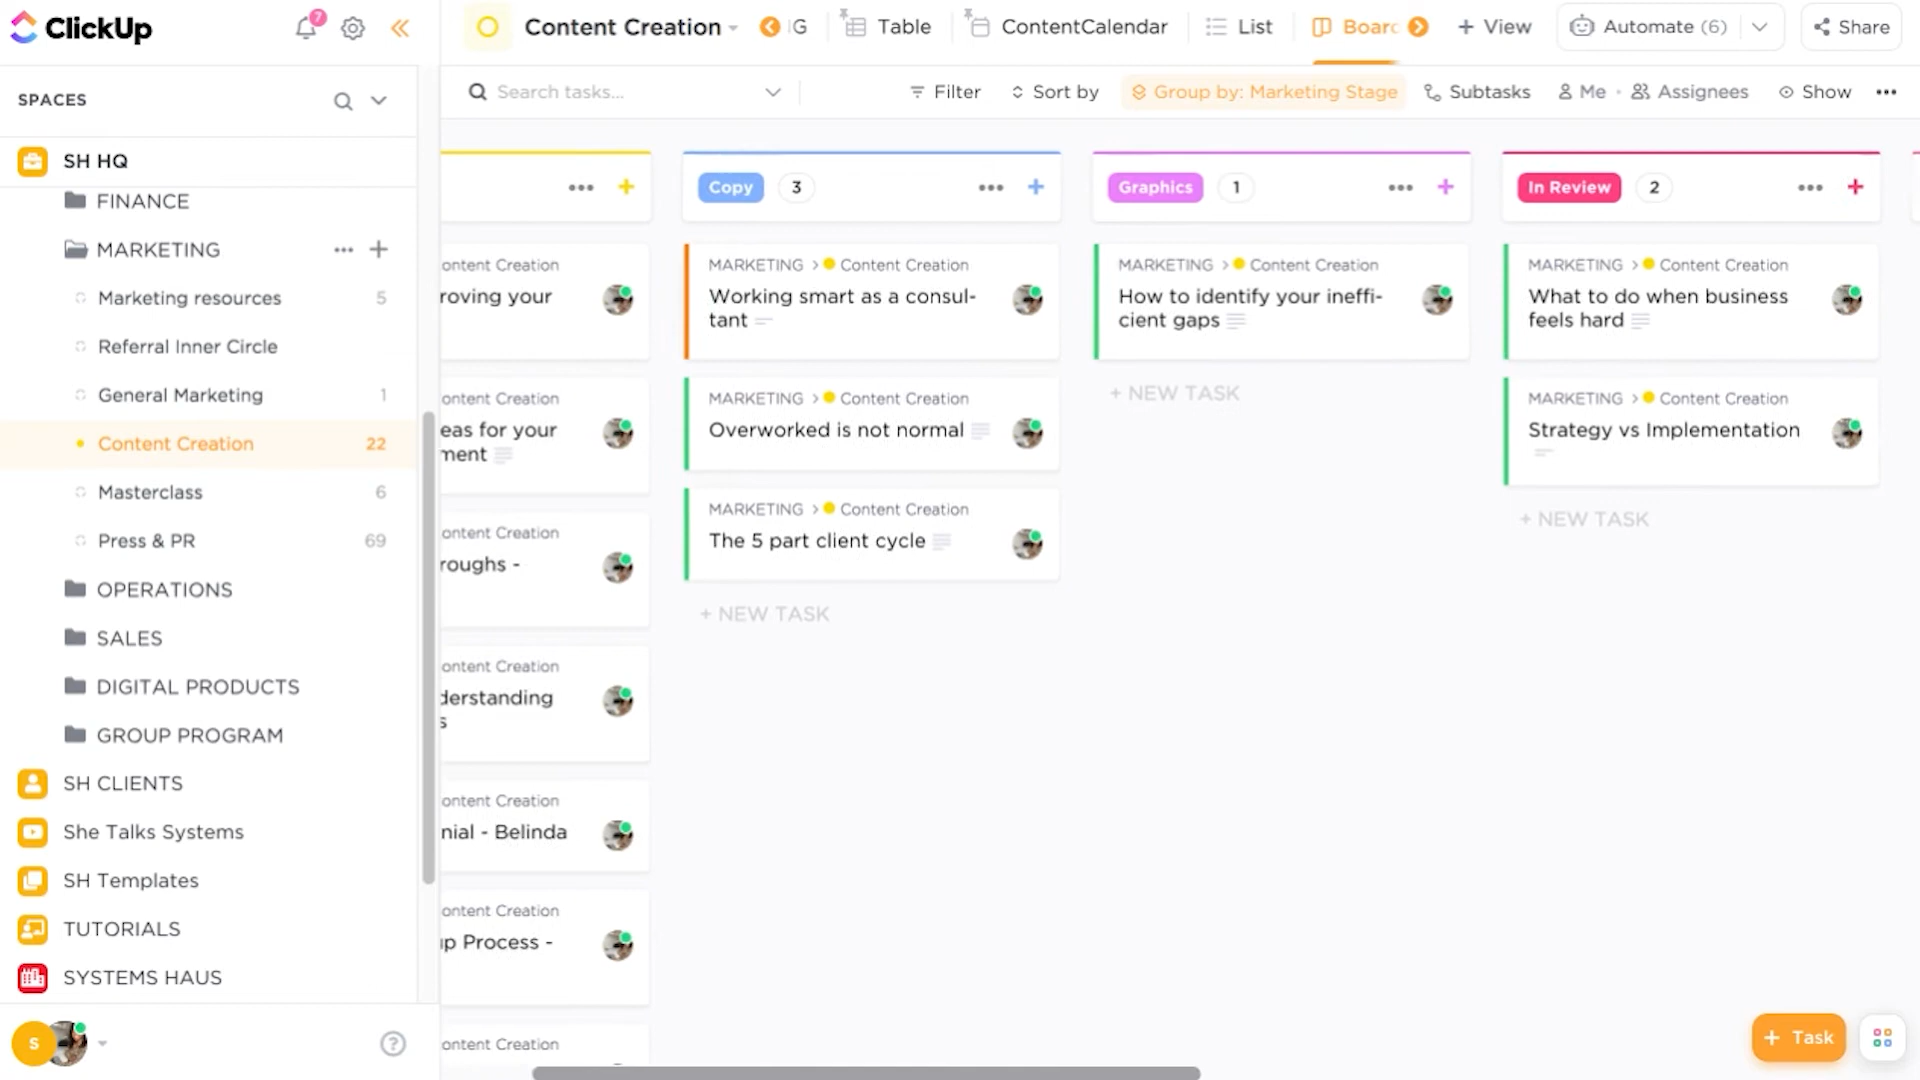 ClickUp
7
Content Creation
G
Table
ContentCalendar
List
Boar
+ View
Automate (6)
Share
SPACES
Search tasks...
Filter
Sort by
Group by: Marketing Stage
Subtasks
Me
Assignees
Show
SH HQ
FINANCE
MARKETING
Marketing resources 5
Referral Inner Circle
General Marketing 1
Content Creation 22
Masterclass 6
Press & PR 69
OPERATIONS
SALES
DIGITAL PRODUCTS
GROUP PROGRAM
SH CLIENTS
She Talks Systems
SH Templates
TUTORIALS
SYSTEMS HAUS
S
ontent Creation
roving your
ontent Creation
eas for your
ment
ontent Creation
roughs -
ontent Creation
derstanding
s
ontent Creation
nial - Belinda
ontent Creation
up Process -
ontent Creation
Copy 3
MARKETING > Content Creation
Working smart as a consul-
tant
MARKETING > Content Creation
Overworked is not normal
MARKETING > Content Creation
The 5 part client cycle
+ NEW TASK
Graphics 1
MARKETING > Content Creation
How to identify your ineffi-
cient gaps
+ NEW TASK
In Review 2
MARKETING > Content Creation
What to do when business
feels hard
MARKETING > Content Creation
Strategy vs Implementation
+ NEW TASK
+ Task